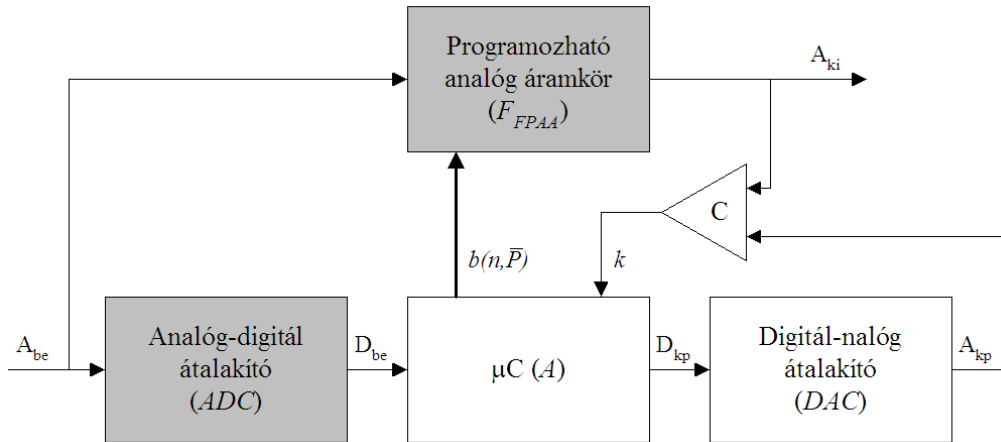 Programozható
analóg áramkör
(F_FPAA)
A_ki
C
b(n,P̅)
k
A_be
Analóg-digitál
átalakító
(ADC)
D_be
μC (A)
D_kp
Digitál-nalóg
átalakító
(DAC)
A_kp